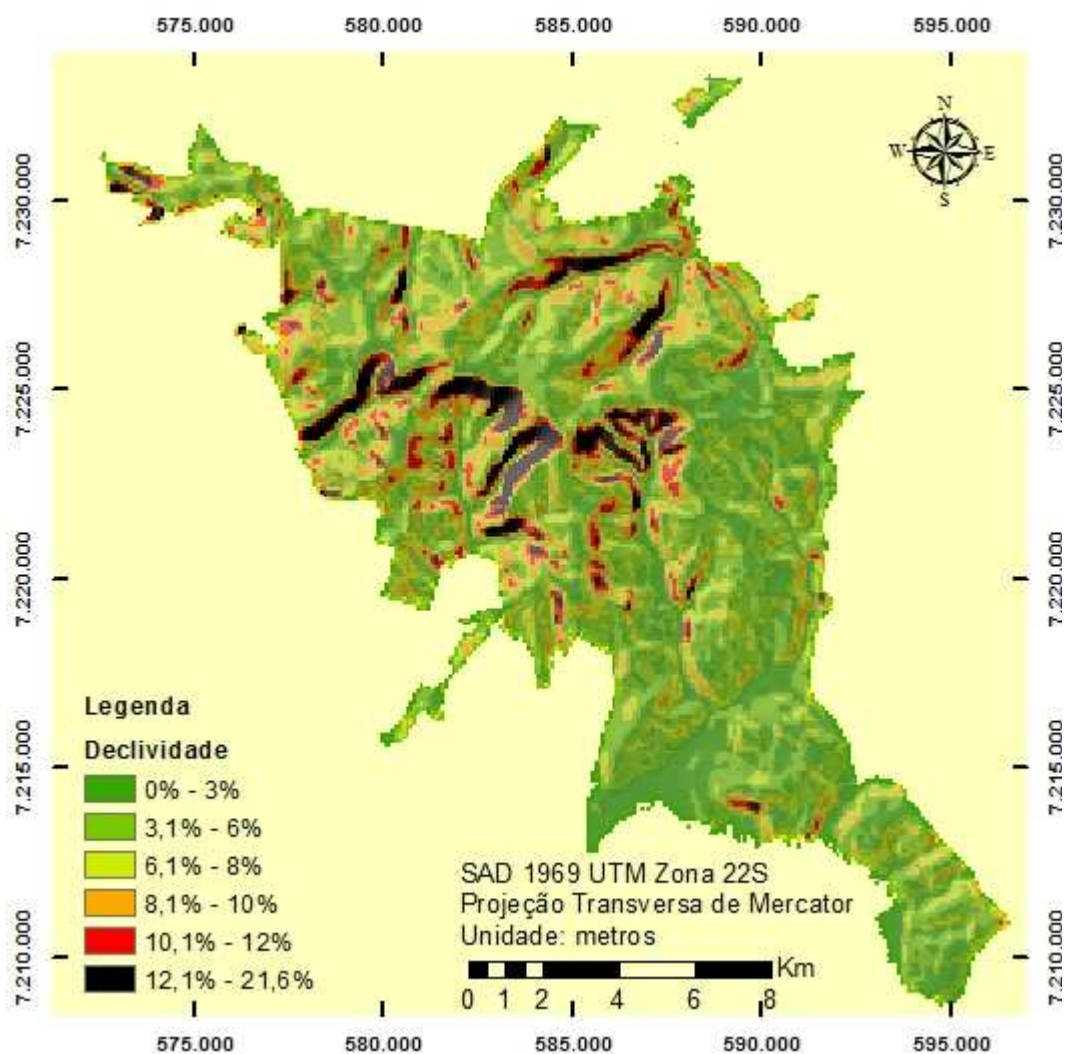 575.000 580.000 585.000 590.000 595.000
N
W E
S
7.230.000 7.230.000
7.225.000 7.225.000
7.220.000 7.220.000
7.215.000 7.215.000
7.210.000 7.210.000
Legenda
Declividade
0% - 3%
3,1% - 6%
6,1% - 8%
8,1% - 10%
10,1% - 12%
12,1% - 21,6%
SAD 1969 UTM Zona 22S
Projeção Transversa de Mercator
Unidade: metros
Km
0 1 2 4 6 8
575.000 580.000 585.000 590.000 595.000